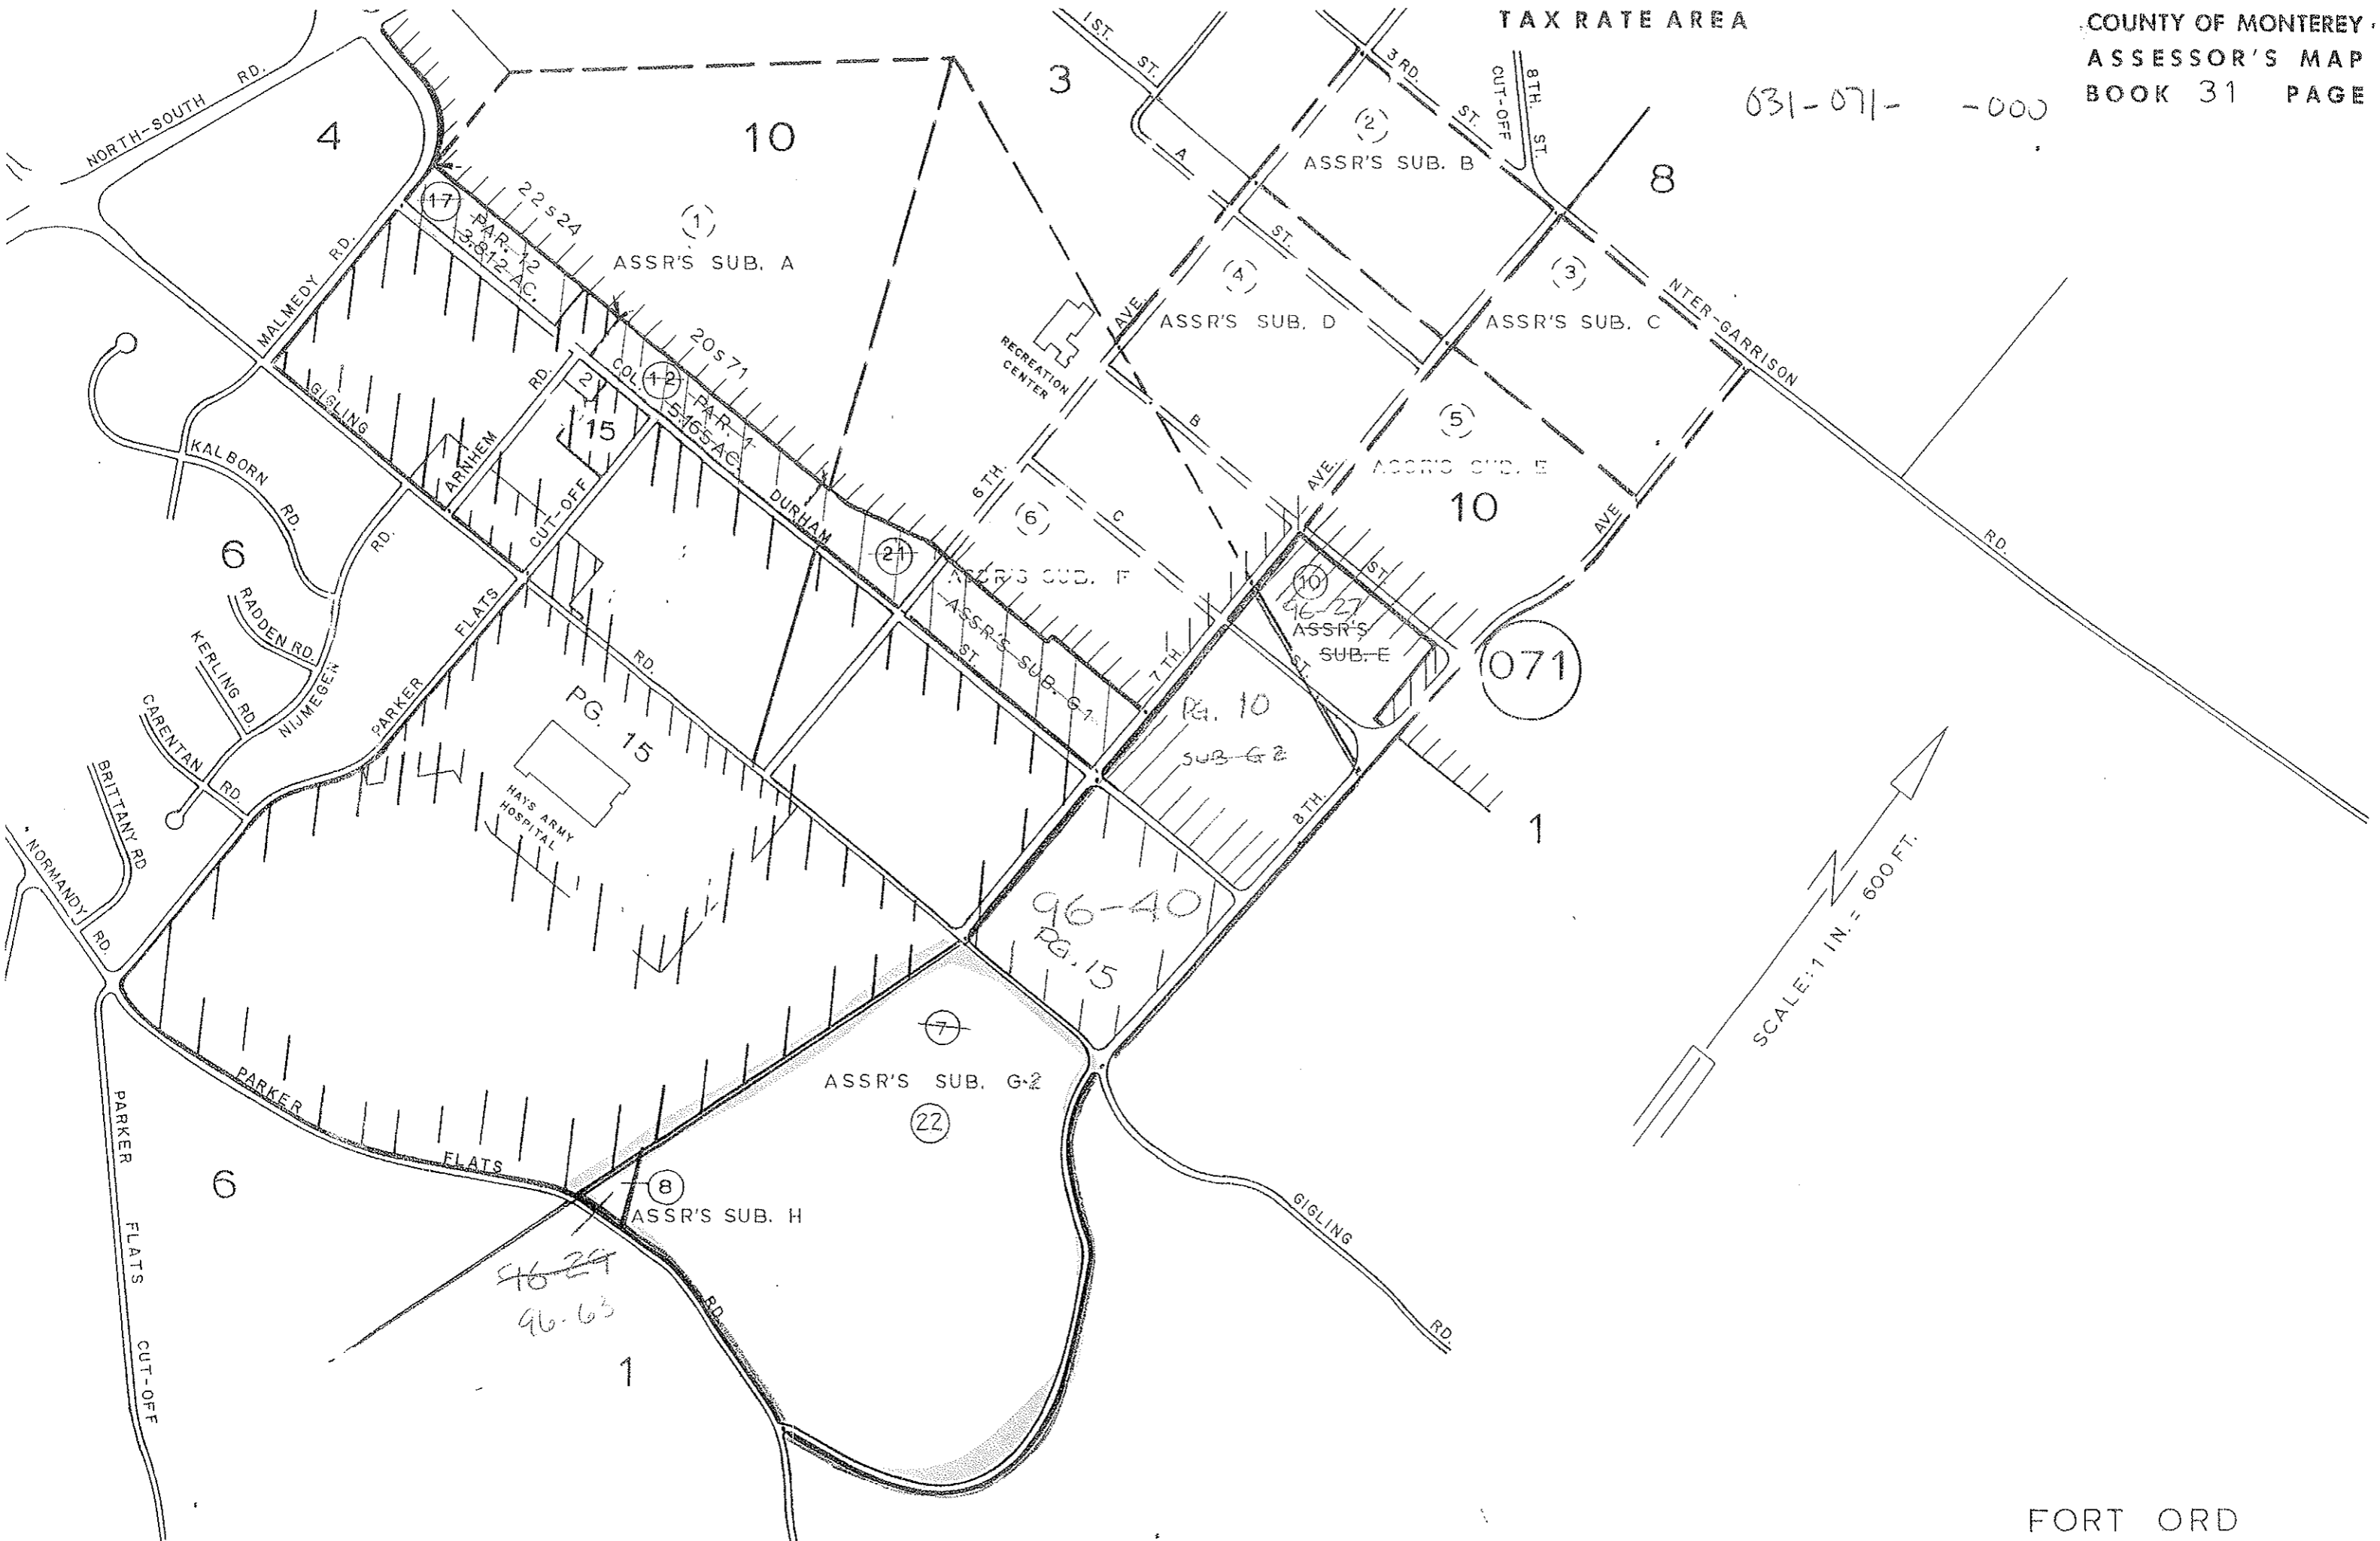 TAX RATE AREA
COUNTY OF MONTEREY
ASSESSOR'S MAP
BOOK 31 PAGE
031-071- -000
NORTH-SOUTH RD.
4
10
3
1ST. ST.
3 RD. ST.
8TH. ST.
CUT-OFF
2
ASSR'S SUB. B
8
17
PAR. 12
3.812 AC.
22s24
1
ASSR'S SUB. A
A ST.
4
ASSR'S SUB. D
3
ASSR'S SUB. C
NTER-GARRISON RD.
MALMEDY RD.
GIGLING RD.
ARNHEM RD.
2
15
COL. DURHAM ST.
12
PAR. 1
5.165 AC.
20s71
RECREATION
CENTER
6TH. AVE.
B ST.
5
ASSR'S SUB. E
10
AVE
KALBORN RD.
6
CUT-OFF
PARKER FLATS
21
6
C ST.
ASSR'S SUB. F
ASSR'S SUB. G-1
7TH. AVE.
10
96-27
ASSR'S
SUB. E
071
RADDEN RD.
KERLING RD.
NIJMEGEN RD.
CARENTAN RD.
BRITTANY RD
NORMANDY RD.
PG. 15
HAYS ARMY
HOSPITAL
PG. 10
SUB G 2
8TH.
1
96-40
PG. 15
SCALE: 1 IN. = 600 FT.
N
7
ASSR'S SUB. G-2
22
PARKER FLATS RD.
8
ASSR'S SUB. H
96-29
96-63
6
PARKER FLATS CUT-OFF
1
GIGLING RD.
FORT ORD